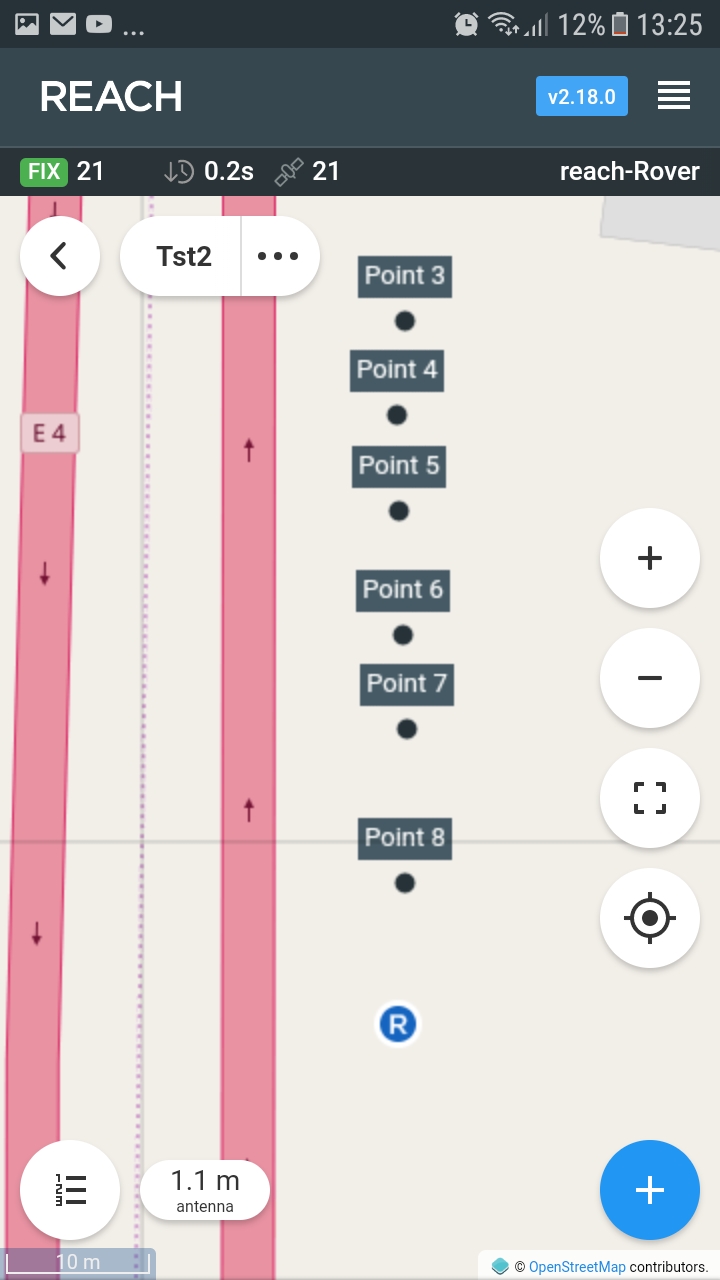 ... 12% 13:25
REACH v2.18.0
FIX 21 0.2s 21 reach-Rover
Tst2 •••
Point 3
Point 4
E 4
Point 5
Point 6
Point 7
Point 8
R
1.1 m
antenna
10 m
© OpenStreetMap contributors.